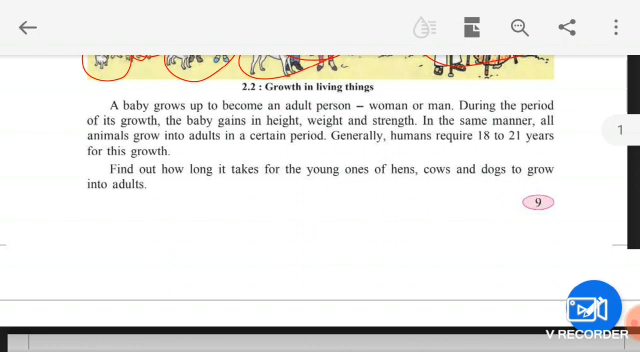 2.2 : Growth in living things
A baby grows up to become an adult person – woman or man. During the period
of its growth, the baby gains in height, weight and strength. In the same manner, all
animals grow into adults in a certain period. Generally, humans require 18 to 21 years
for this growth.
Find out how long it takes for the young ones of hens, cows and dogs to grow
into adults.
9
1
V RECORDER